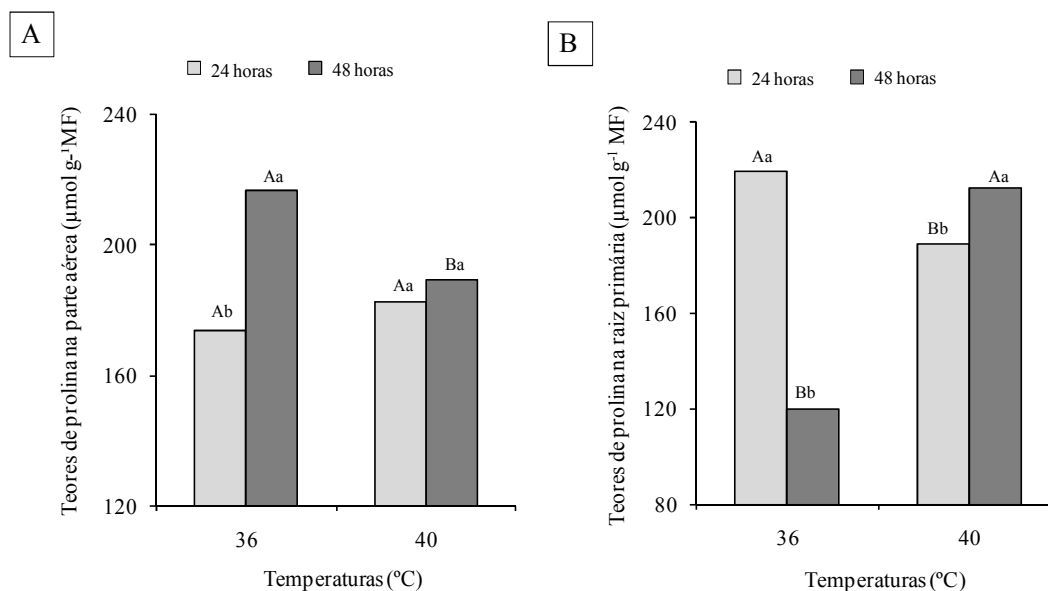 A
24 horas 48 horas
Teores de prolina na parte aérea (μmol g-¹MF)
240
200
160
120
Ab
Aa
Aa
Ba
36
40
Temperaturas (ºC)
B
24 horas 48 horas
Teores de prolina na raiz primária (μmol g⁻¹ MF)
240
200
160
120
80
Aa
Bb
Bb
Aa
36
40
Temperaturas (ºC)